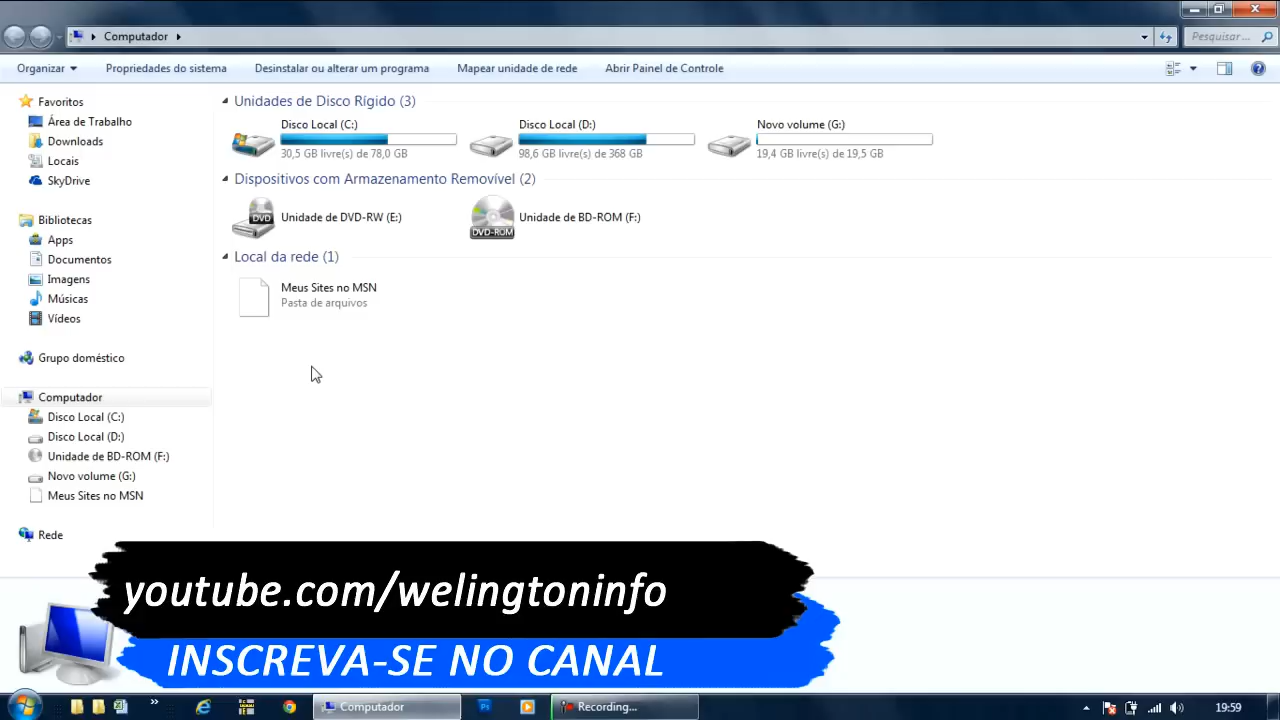 Computador
Pesquisar...
Organizar
Propriedades do sistema
Desinstalar ou alterar um programa
Mapear unidade de rede
Abrir Painel de Controle
Favoritos
Área de Trabalho
Downloads
Locais
SkyDrive
Bibliotecas
Apps
Documentos
Imagens
Músicas
Vídeos
Grupo doméstico
Computador
Disco Local (C:)
Disco Local (D:)
Unidade de BD-ROM (F:)
Novo volume (G:)
Meus Sites no MSN
Rede
Unidades de Disco Rígido (3)
Disco Local (C:)
30,5 GB livre(s) de 78,0 GB
Disco Local (D:)
98,6 GB livre(s) de 368 GB
Novo volume (G:)
19,4 GB livre(s) de 19,5 GB
Dispositivos com Armazenamento Removível (2)
DVD
Unidade de DVD-RW (E:)
DVD-ROM
Unidade de BD-ROM (F:)
Local da rede (1)
Meus Sites no MSN
Pasta de arquivos
youtube.com/welingtoninfo
INSCREVA-SE NO CANAL
Computador
Ps
Recording...
19:59